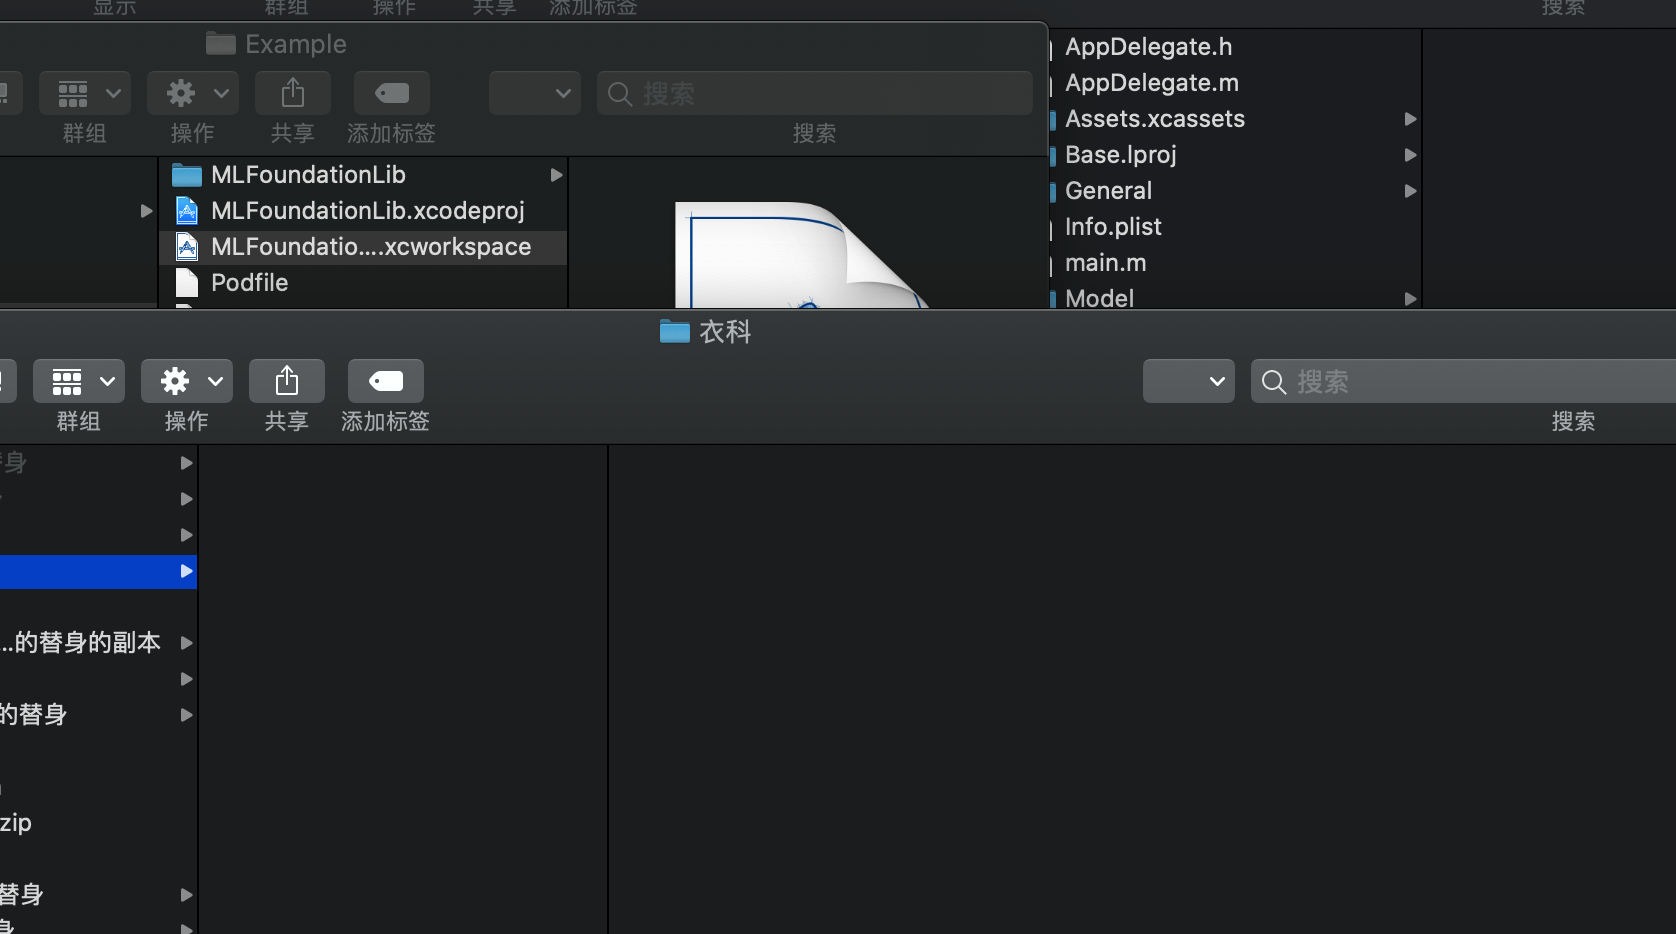 显示 群组 操作 共享 添加标签 搜索
Example
搜索
群组 操作 共享 添加标签 搜索
MLFoundationLib
MLFoundationLib.xcodeproj
MLFoundatio....xcworkspace
Podfile
AppDelegate.h
AppDelegate.m
Assets.xcassets
Base.lproj
General
Info.plist
main.m
Model
衣科
搜索
群组 操作 共享 添加标签 搜索
替身
...的替身的副本
的替身
zip
替身
身